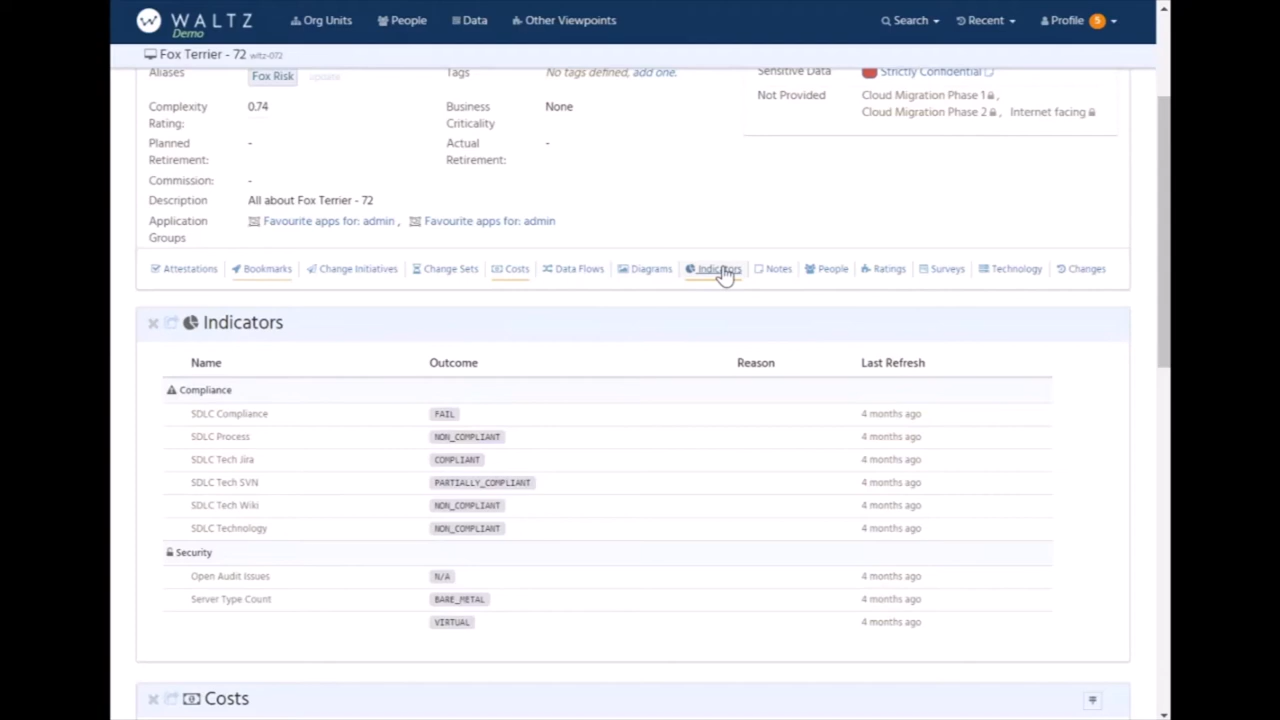 WALTZ
Demo
Org Units People Data Other Viewpoints Search Recent Profile 5
Fox Terrier - 72 wltz-072
Aliases Fox Risk update Tags No tags defined, add one. Sensitive Data Strictly Confidential
Complexity Rating: 0.74 Business Criticality None Not Provided Cloud Migration Phase 1,
Cloud Migration Phase 2, Internet facing
Planned Retirement: - Actual Retirement: -
Commission: -
Description All about Fox Terrier - 72
Application Groups Favourite apps for: admin, Favourite apps for: admin
Attestations Bookmarks Change Initiatives Change Sets Costs Data Flows Diagrams Indicators Notes People Ratings Surveys Technology Changes
Indicators
Name Outcome Reason Last Refresh
Compliance
SDLC Compliance FAIL 4 months ago
SDLC Process NON_COMPLIANT 4 months ago
SDLC Tech Jira COMPLIANT 4 months ago
SDLC Tech SVN PARTIALLY_COMPLIANT 4 months ago
SDLC Tech Wiki NON_COMPLIANT 4 months ago
SDLC Technology NON_COMPLIANT 4 months ago
Security
Open Audit Issues N/A 4 months ago
Server Type Count BARE_METAL 4 months ago
VIRTUAL 4 months ago
Costs